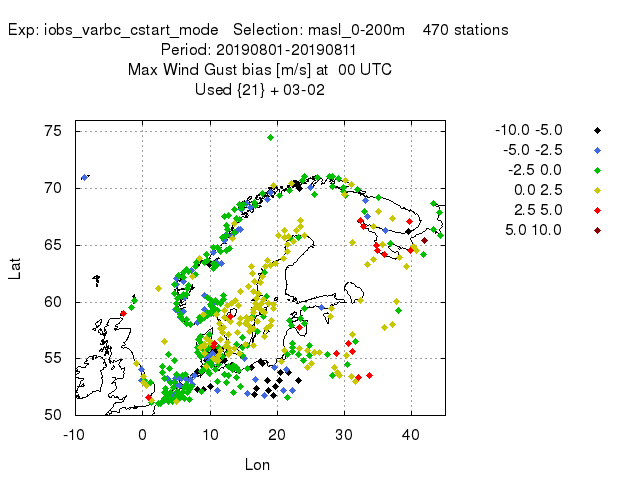 Exp: iobs_varbc_cstart_mode   Selection: masl_0-200m    470 stations
Period: 20190801-20190811
Max Wind Gust bias [m/s] at  00 UTC
Used {21} + 03-02
-10.0 -5.0
-5.0 -2.5
-2.5 0.0
0.0 2.5
2.5 5.0
5.0 10.0
75
70
65
60
55
50
Lat
-10 0 10 20 30 40
Lon